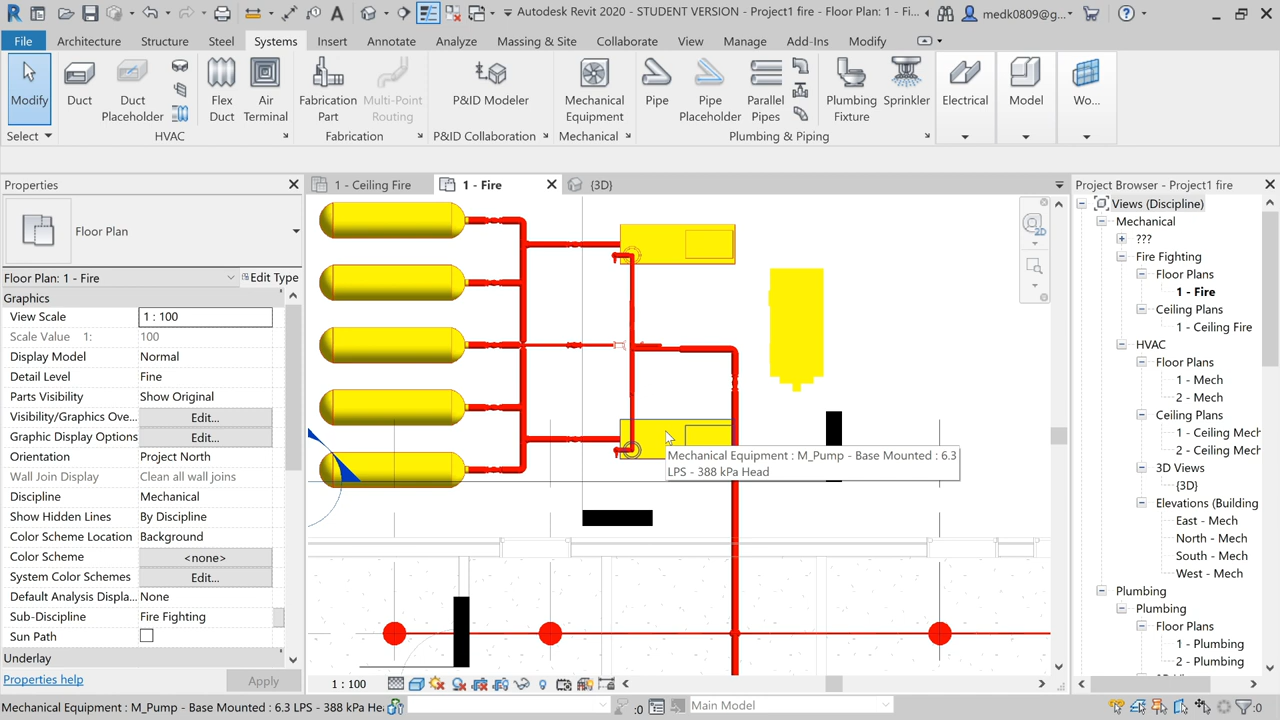 Autodesk Revit 2020 - STUDENT VERSION - Project1 fire - Floor Plan: 1 - Fi...
medk0809@g...
File Architecture Structure Steel Systems Insert Annotate Analyze Massing & Site Collaborate View Manage Add-Ins Modify
Modify
Duct
Duct
Placeholder
Flex
Duct
Air
Terminal
Fabrication
Part
Multi-Point
Routing
P&ID Modeler
Mechanical
Equipment
Pipe
Pipe
Placeholder
Parallel
Pipes
Plumbing
Fixture
Sprinkler
Electrical
Model
Wo...
Select HVAC Fabrication P&ID Collaboration Mechanical Plumbing & Piping
Properties
Floor Plan
Floor Plan: 1 - Fire Edit Type
Graphics
View Scale 1 : 100
Scale Value 1: 100
Display Model Normal
Detail Level Fine
Parts Visibility Show Original
Visibility/Graphics Ove... Edit...
Graphic Display Options Edit...
Orientation Project North
Wall Join Display Clean all wall joins
Discipline Mechanical
Show Hidden Lines By Discipline
Color Scheme Location Background
Color Scheme <none>
System Color Schemes Edit...
Default Analysis Displa... None
Sub-Discipline Fire Fighting
Sun Path
Underlay
Properties help Apply
1 - Ceiling Fire 1 - Fire {3D}
2D
Mechanical Equipment : M_Pump - Base Mounted : 6.3
LPS - 388 kPa Head
1 : 100
Project Browser - Project1 fire
Views (Discipline)
Mechanical
???
Fire Fighting
Floor Plans
1 - Fire
Ceiling Plans
1 - Ceiling Fire
HVAC
Floor Plans
1 - Mech
2 - Mech
Ceiling Plans
1 - Ceiling Mech
2 - Ceiling Mech
3D Views
{3D}
Elevations (Building
East - Mech
North - Mech
South - Mech
West - Mech
Plumbing
Plumbing
Floor Plans
1 - Plumbing
2 - Plumbing
Mechanical Equipment : M_Pump - Base Mounted : 6.3 LPS - 388 kPa He
:0 Main Model :0